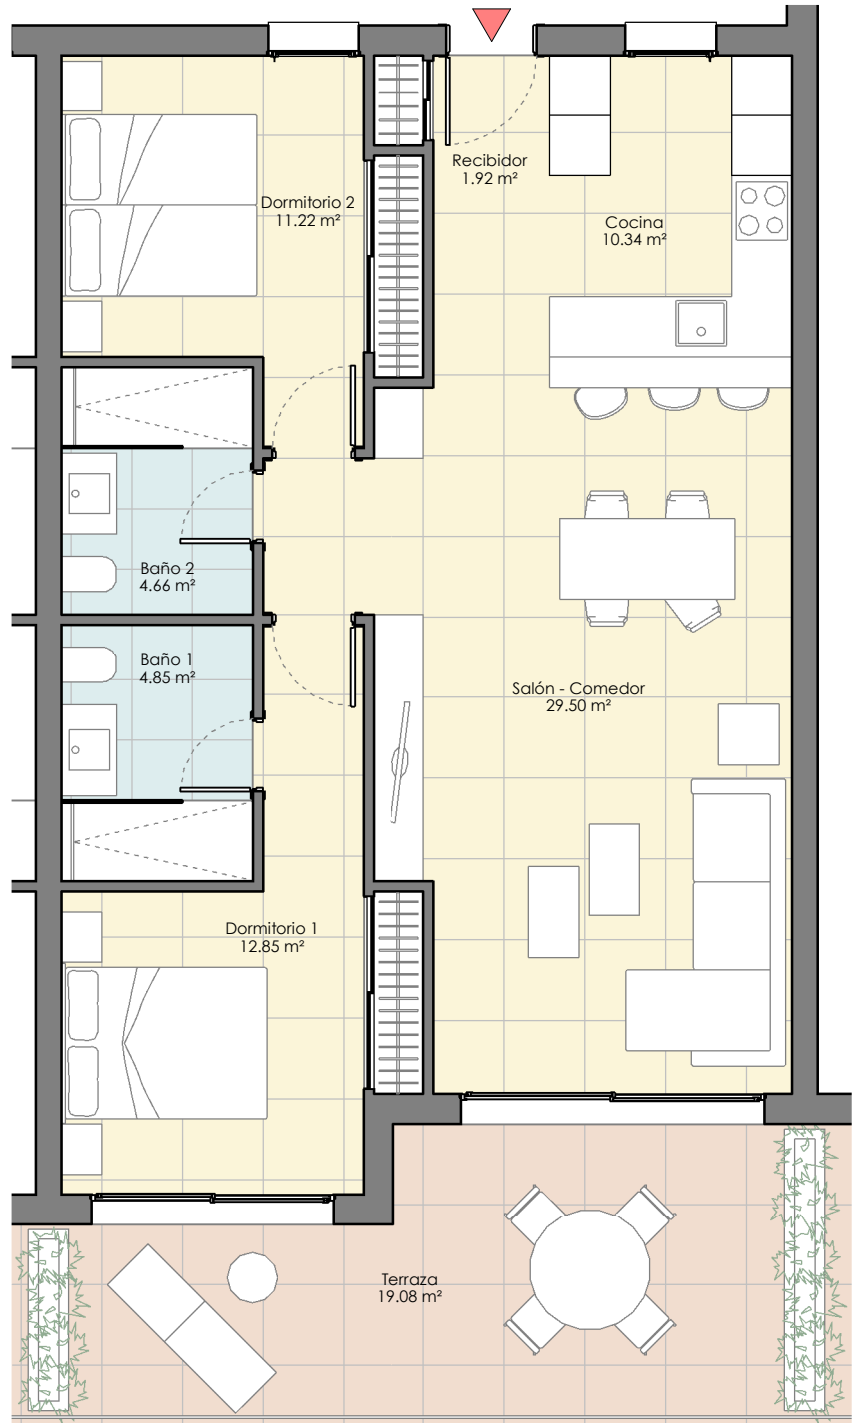 Recibidor
1.92 m²
Dormitorio 2
11.22 m²
Cocina
10.34 m²
Baño 2
4.66 m²
Baño 1
4.85 m²
Salón - Comedor
29.50 m²
Dormitorio 1
12.85 m²
Terraza
19.08 m²